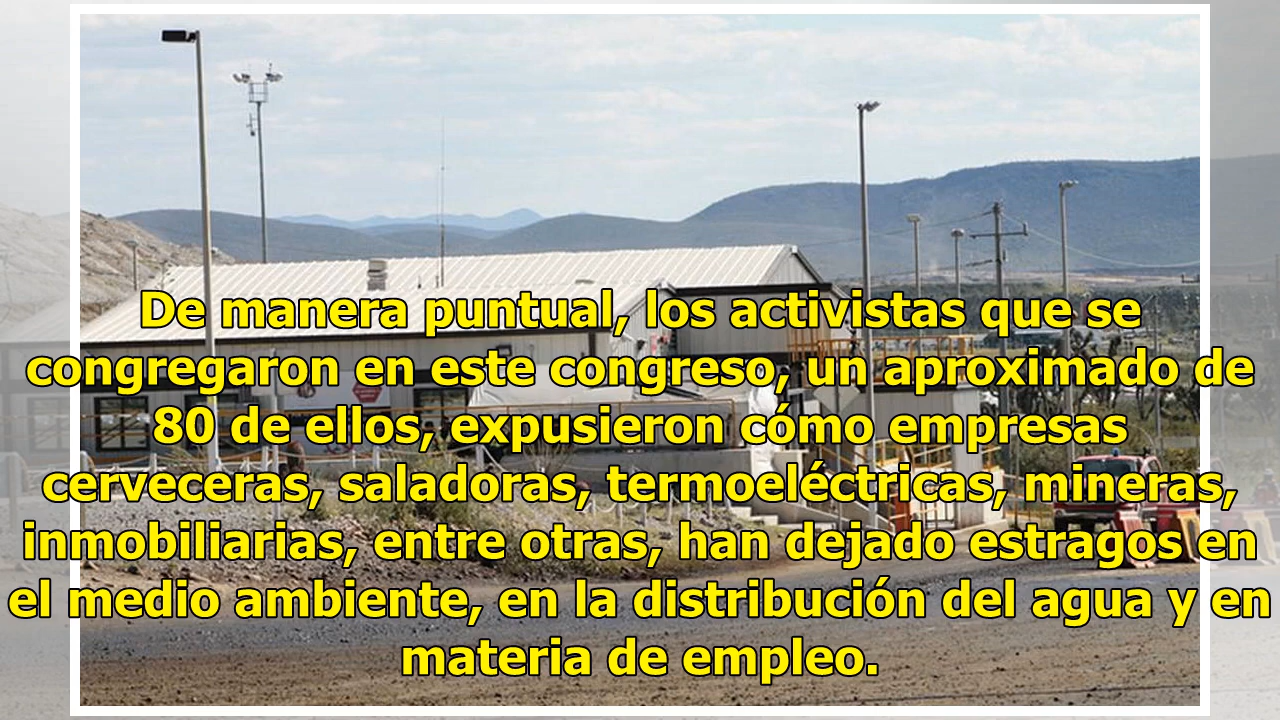 De manera puntual, los activistas que se
congregaron en este congreso, un aproximado de
80 de ellos, expusieron cómo empresas
cerveceras, saladoras, termoeléctricas, mineras,
inmobiliarias, entre otras, han dejado estragos en
el medio ambiente, en la distribución del agua y en
materia de empleo.